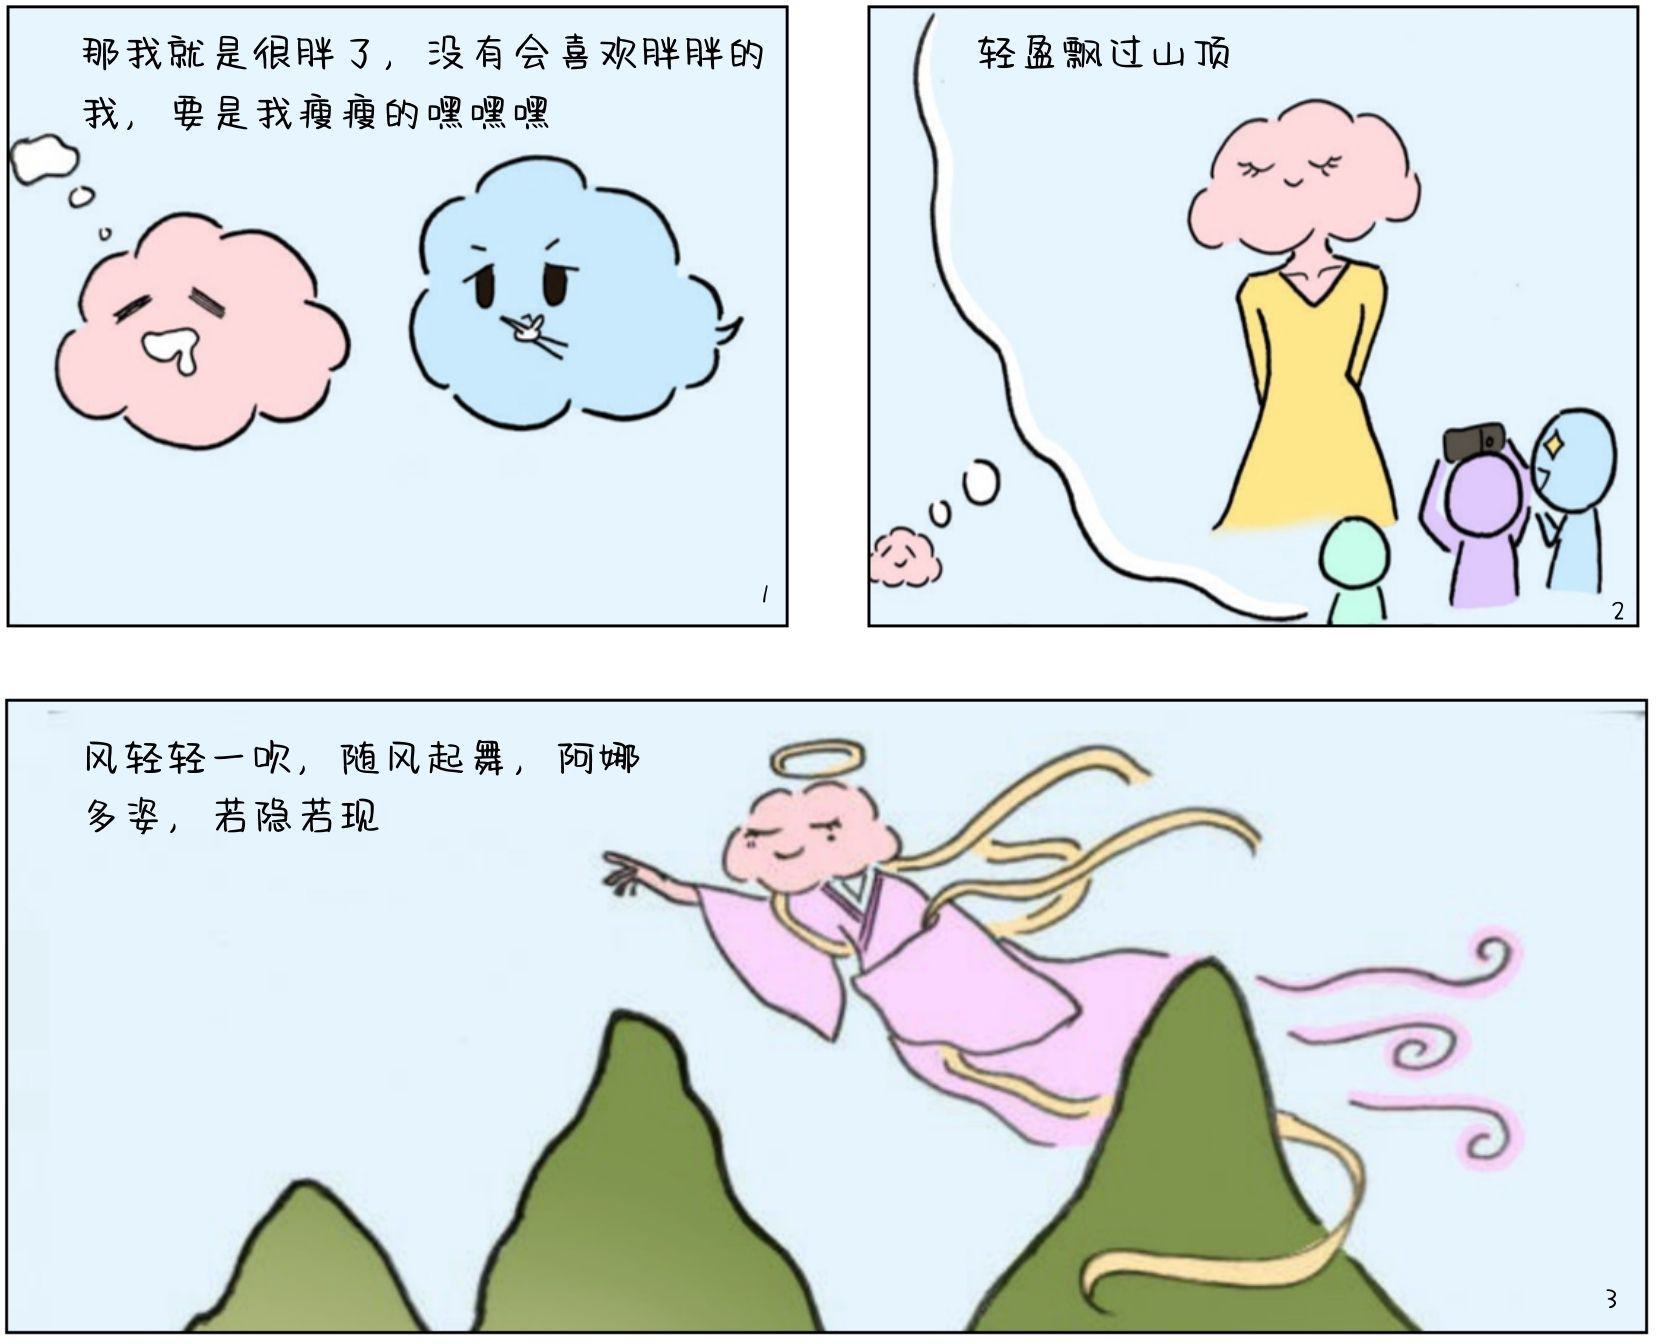 那我就是很胖了，没有会喜欢胖胖的
我，要是我瘦瘦的嘿嘿嘿
1
轻盈飘过山顶
2
风轻轻一吹，随风起舞，阿娜
多姿，若隐若现
3